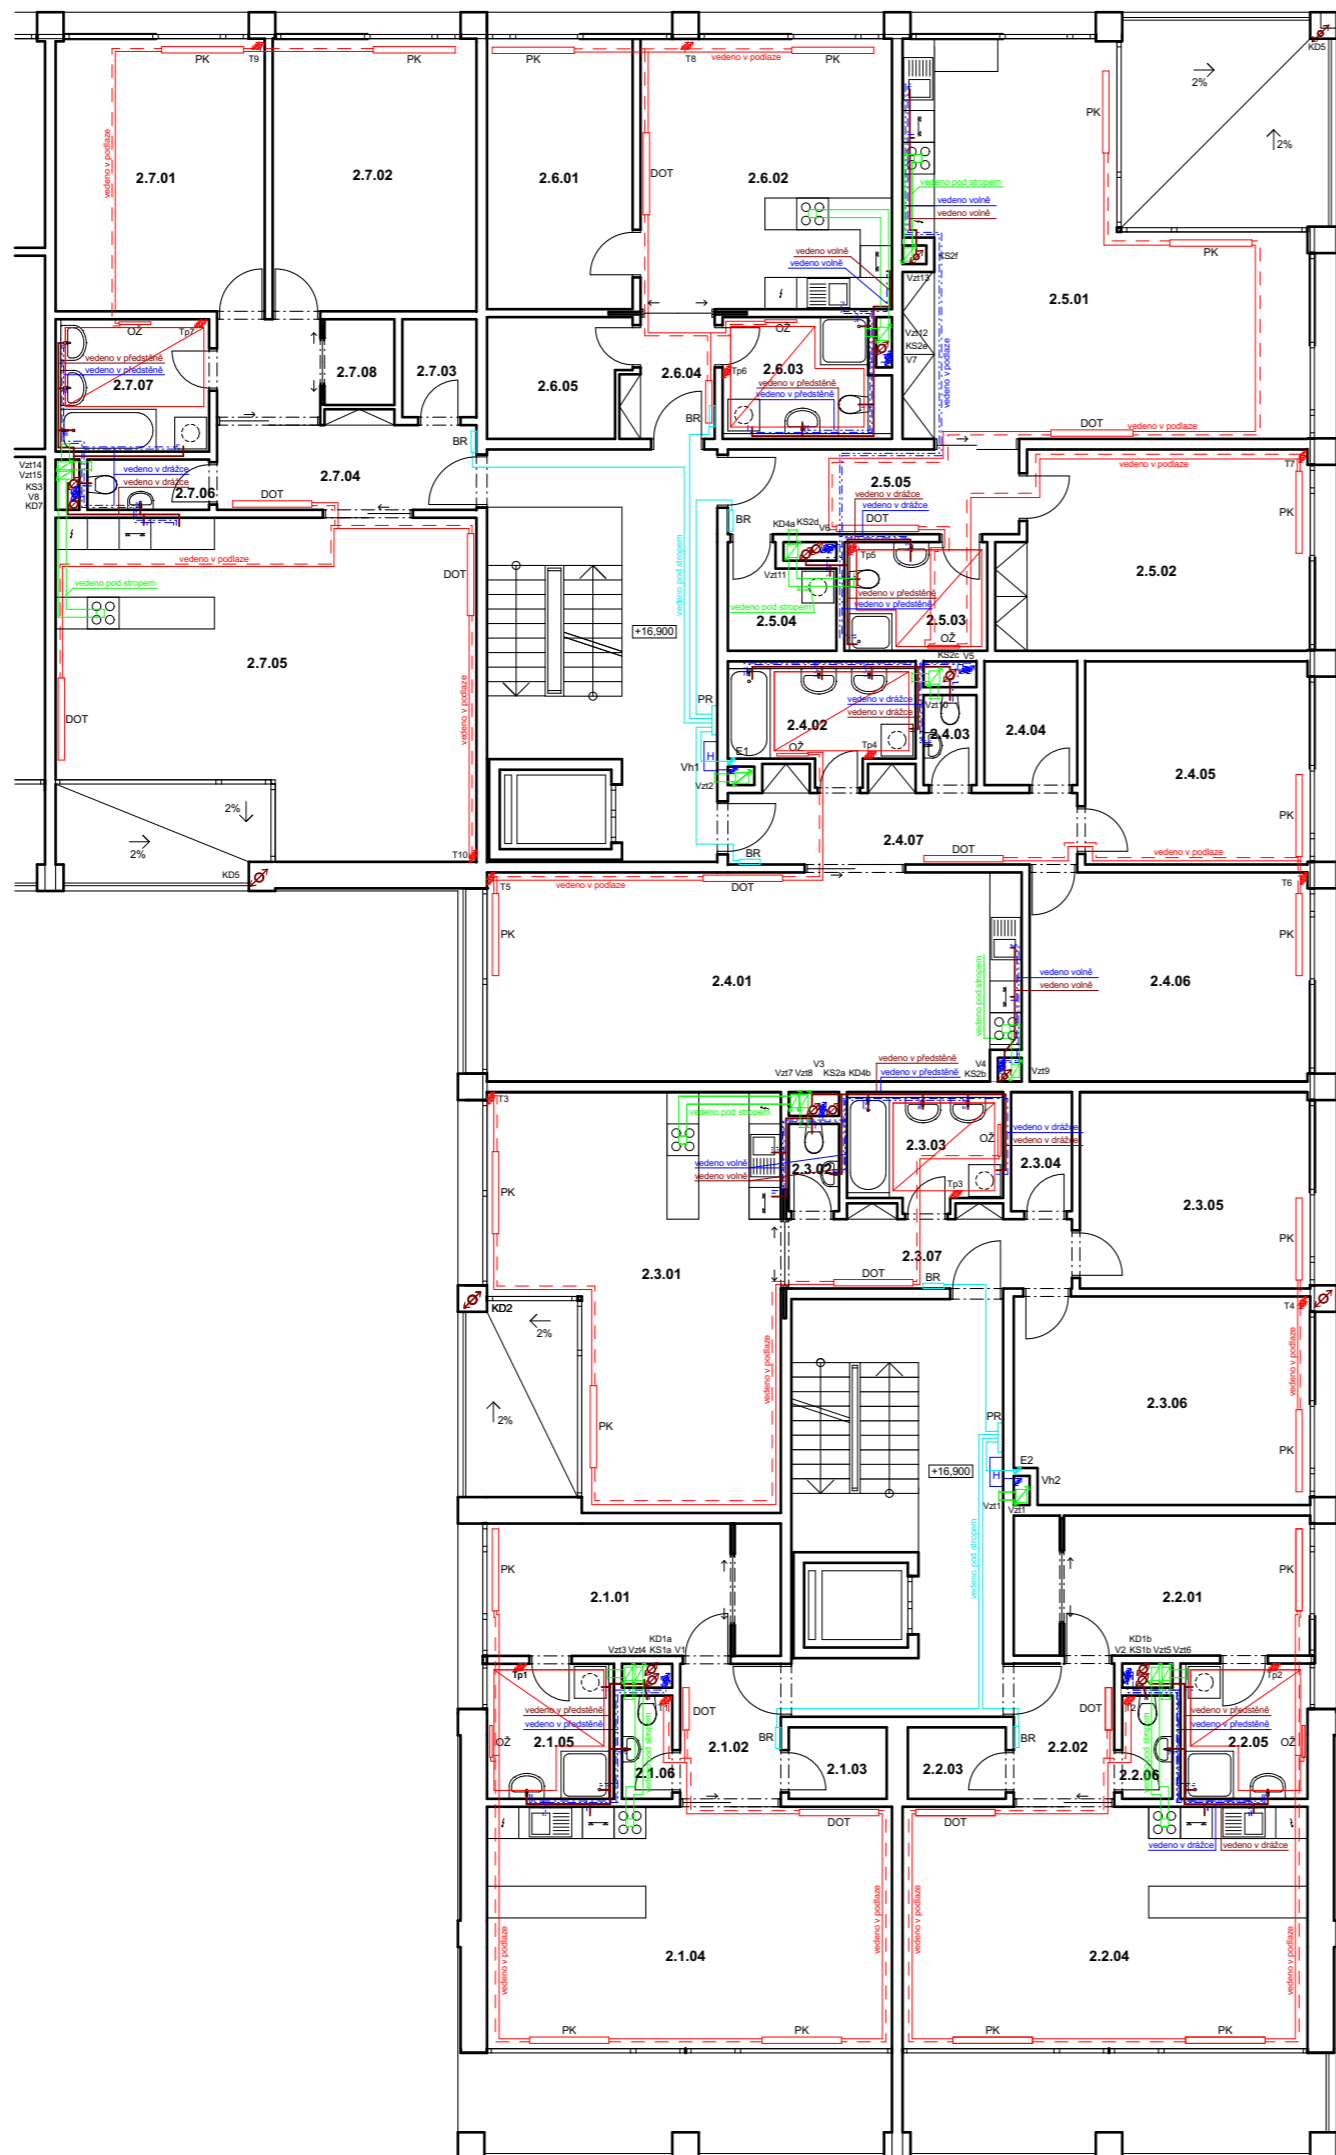 PK
T9
PK
PK
T8
vedeno v podlaze
PK
KD5
2%
2%
PK
vedeno v podlaze
2.7.01
2.7.02
2.6.01
DOT
2.6.02
vedeno pod stropem
vedeno volně
vedeno volně
PK
vedeno volně
vedeno volně
KS2f
Vzt13
2.5.01
OŽ
Tp7
vedeno v předstěně
vedeno v předstěně
2.7.07
2.7.08
2.7.03
2.6.05
2.6.04
OŽ
2.6.03
Tp6
vedeno v předstěně
vedeno v předstěně
Vzt12
KS2e
V7
vedeno v podlaze
BR
BR
DOT
vedeno v podlaze
Vzt14
Vzt15
KS3
V8
KD7
vedeno v drážce
vedeno v drážce
2.7.06
2.7.04
DOT
2.5.05
vedeno v drážce
vedeno v drážce
DOT
vedeno v podlaze
T7
PK
BR
KD4a
KS2d
V6
vedeno v podlaze
DOT
vedeno pod stropem
Vzt11
Tp5
vedeno v předstěně
vedeno v předstěně
vedeno pod stropem
2.5.04
2.5.03
OŽ
2.5.02
vedeno pod stropem
+16,900
2.7.05
KS2c
V5
PR
vedeno v drážce
vedeno v drážce
2.4.02
Vzt10
2.4.03
2.4.04
2.4.05
DOT
vedeno v podlaze
H
E1
OŽ
Tp4
Vh1
Vzt2
PK
2%
2%
T10
KD5
BR
2.4.07
DOT
vedeno v podlaze
T5
vedeno v podlaze
DOT
T6
PK
PK
2.4.01
vedeno pod stropem
vedeno volně
vedeno volně
2.4.06
V3
Vzt7 Vzt8
KS2a
KD4b
vedeno v předstěně
vedeno v předstěně
V4
KS2b
Vzt9
T3
vedeno pod stropem
vedeno volně
vedeno volně
2.3.02
2.3.03
OŽ
Tp3
vedeno v drážce
vedeno v drážce
2.3.04
2.3.05
PK
PK
2.3.01
2.3.07
DOT
BR
KD2
2%
T4
vedeno v podlaze
vedeno v podlaze
2%
PK
2.3.06
PR
PK
+16,900
H
E2
Vh2
Vzt1
Vzt1
vedeno pod stropem
PK
2.1.01
PK
2.2.01
KD1a
Vzt3 Vzt4 KS1a V1
KD1b
V2 KS1b Vzt5 Vzt6
Tp1
Tp2
T1
T2
vedeno v předstěně
vedeno v předstěně
OŽ
2.1.05
vedeno pod stropem
2.1.06
DOT
2.1.02
BR
2.1.03
2.2.03
BR
DOT
2.2.02
2.2.06
vedeno pod stropem
vedeno v předstěně
vedeno v předstěně
2.2.05
OŽ
DOT
DOT
vedeno v drážce
vedeno v drážce
vedeno v podlaze
2.1.04
vedeno v podlaze
vedeno v podlaze
2.2.04
vedeno v podlaze
PK
PK
PK
PK